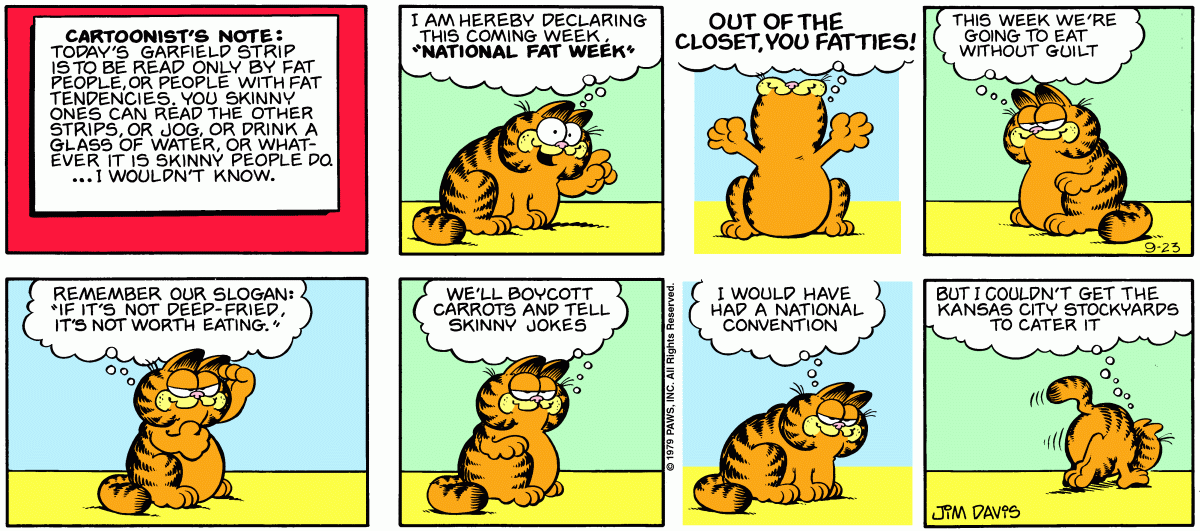 CARTOONIST'S NOTE:
TODAY'S GARFIELD STRIP
IS TO BE READ ONLY BY FAT
PEOPLE, OR PEOPLE WITH FAT
TENDENCIES. YOU SKINNY
ONES CAN READ THE OTHER
STRIPS, OR JOG, OR DRINK A
GLASS OF WATER, OR WHAT-
EVER IT IS SKINNY PEOPLE DO.
...I WOULDN'T KNOW.
I AM HEREBY DECLARING
THIS COMING WEEK,
"NATIONAL FAT WEEK"
OUT OF THE
CLOSET, YOU FATTIES!
THIS WEEK WE'RE
GOING TO EAT
WITHOUT GUILT
9-23
REMEMBER OUR SLOGAN:
"IF IT'S NOT DEEP-FRIED,
IT'S NOT WORTH EATING."
WE'LL BOYCOTT
CARROTS AND TELL
SKINNY JOKES
© 1979 PAWS, INC. All Rights Reserved.
I WOULD HAVE
HAD A NATIONAL
CONVENTION
BUT I COULDN'T GET THE
KANSAS CITY STOCKYARDS
TO CATER IT
JIM DAVIS